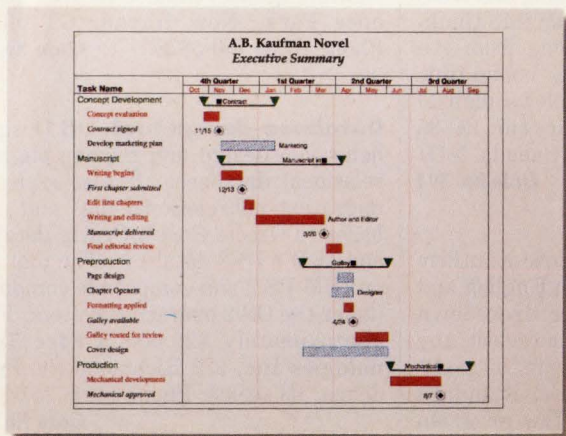 A.B. Kaufman Novel
Executive Summary
4th Quarter 1st Quarter 2nd Quarter 3rd Quarter
Task Name Oct Nov Dec Jan Feb Mar Apr May Jun Jul Aug Sep
Concept Development Contract
Concept evaluation
Contract signed 11/15
Develop marketing plan Marketing
Manuscript Manuscript in
Writing begins
First chapter submitted 12/13
Edit first chapters
Writing and editing Author and Editor
Manuscript delivered 3/20
Final editorial review
Preproduction Galley
Page design
Chapter Openers Designer
Formatting applied
Galley available 4/24
Galley routed for review
Cover design
Production Mechanical
Mechanical development
Mechanical approved 8/7